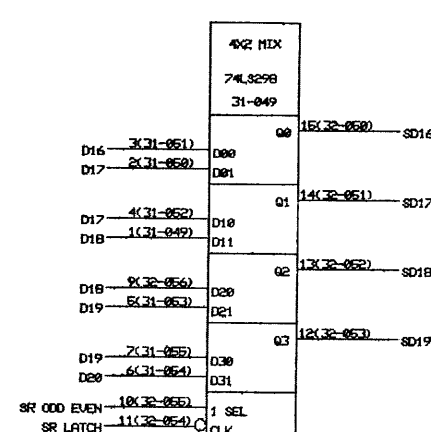 4X2 MIX
74LS298
31-049
Q0 15(32-050) SD16
D16 3(31-051) D00
D17 2(31-050) D01
Q1 14(32-051) SD17
D17 4(31-052) D10
D18 1(31-049) D11
Q2 13(32-052) SD18
D18 9(32-056) D20
D19 5(31-053) D21
Q3 12(32-053) SD19
D19 7(31-055) D30
D20 6(31-054) D31
SR ODD EVEN 10(32-055) 1 SEL
SR LATCH 11(32-054) CLK